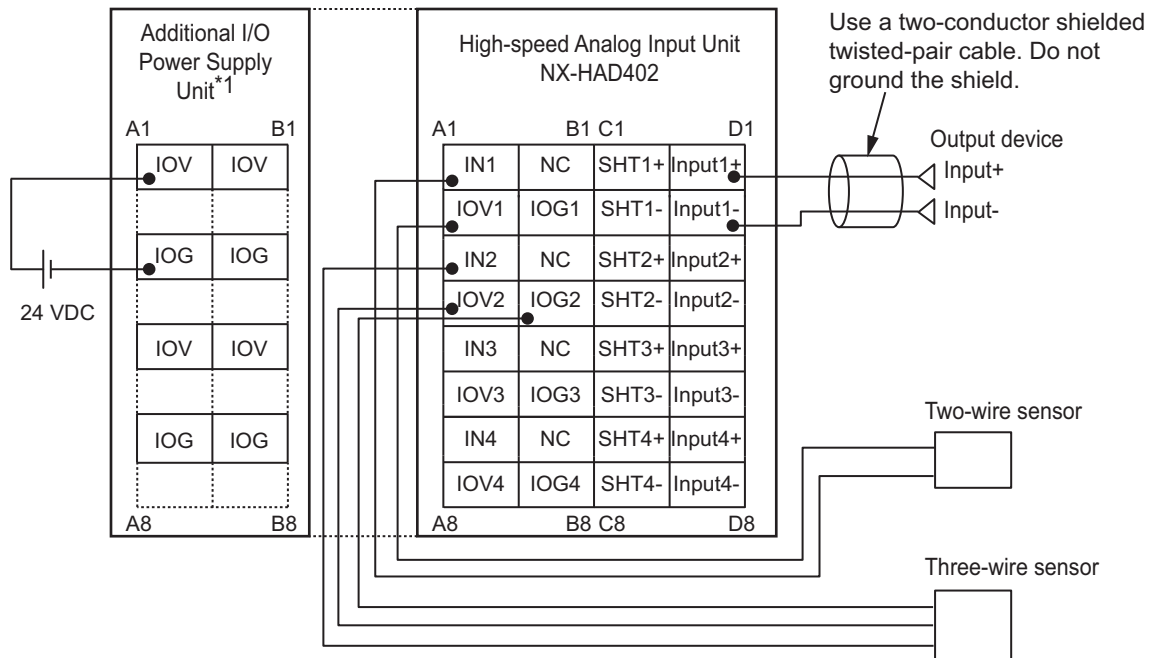 Additional I/O
Power Supply
Unit*1
High-speed Analog Input Unit
NX-HAD402
Use a two-conductor shielded
twisted-pair cable. Do not
ground the shield.
A1 B1
A1 B1 C1 D1
Output device
IOV IOV
IN1 NC SHT1+ Input1+
Input+
IOV1 IOG1 SHT1- Input1-
Input-
IOG IOG
IN2 NC SHT2+ Input2+
24 VDC
IOV2 IOG2 SHT2- Input2-
IOV IOV
IN3 NC SHT3+ Input3+
IOV3 IOG3 SHT3- Input3-
IOG IOG
IN4 NC SHT4+ Input4+
IOV4 IOG4 SHT4- Input4-
A8 B8
A8 B8 C8 D8
Two-wire sensor
Three-wire sensor